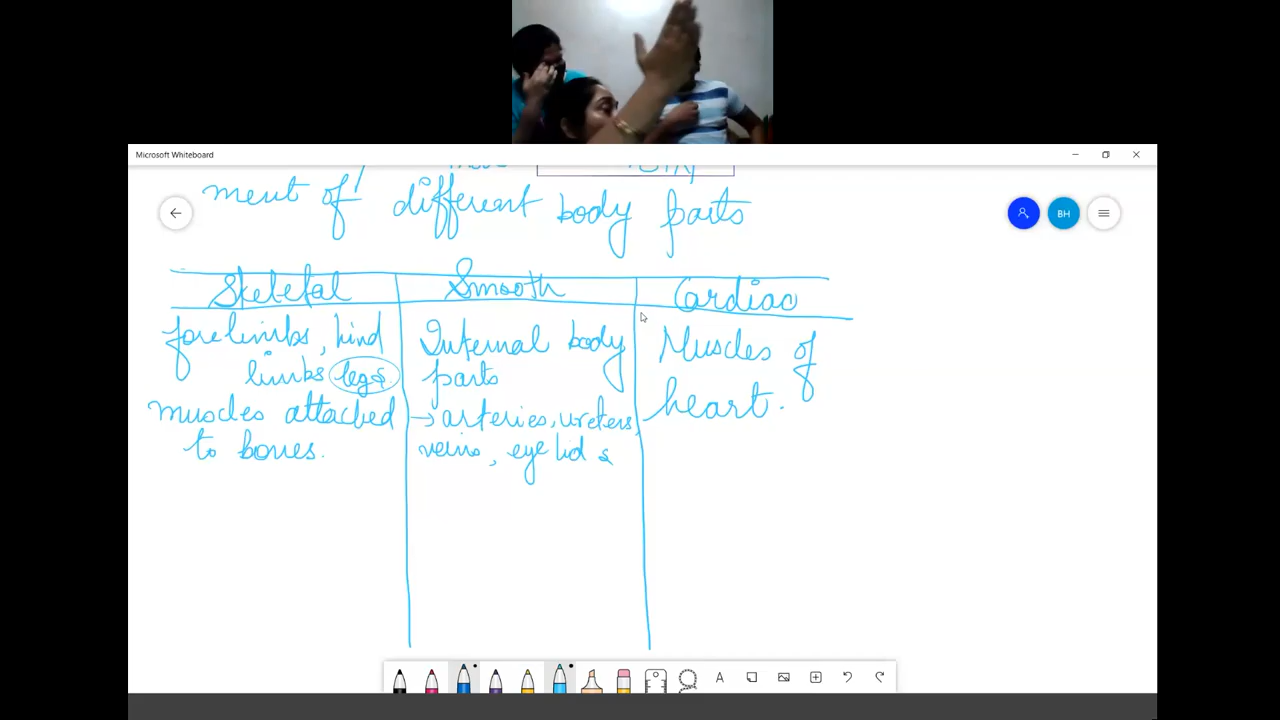 Microsoft Whiteboard
ment of different body parts
BH
Skeletal Smooth Cardiac
forelimbs, hind
limbs legs
muscles attached
to bones.
Internal body
parts
→ arteries, ureters,
veins, eye lid &
Muscles of
heart.
A